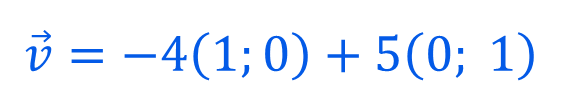 v⃗ = −4(1; 0) + 5(0; 1)